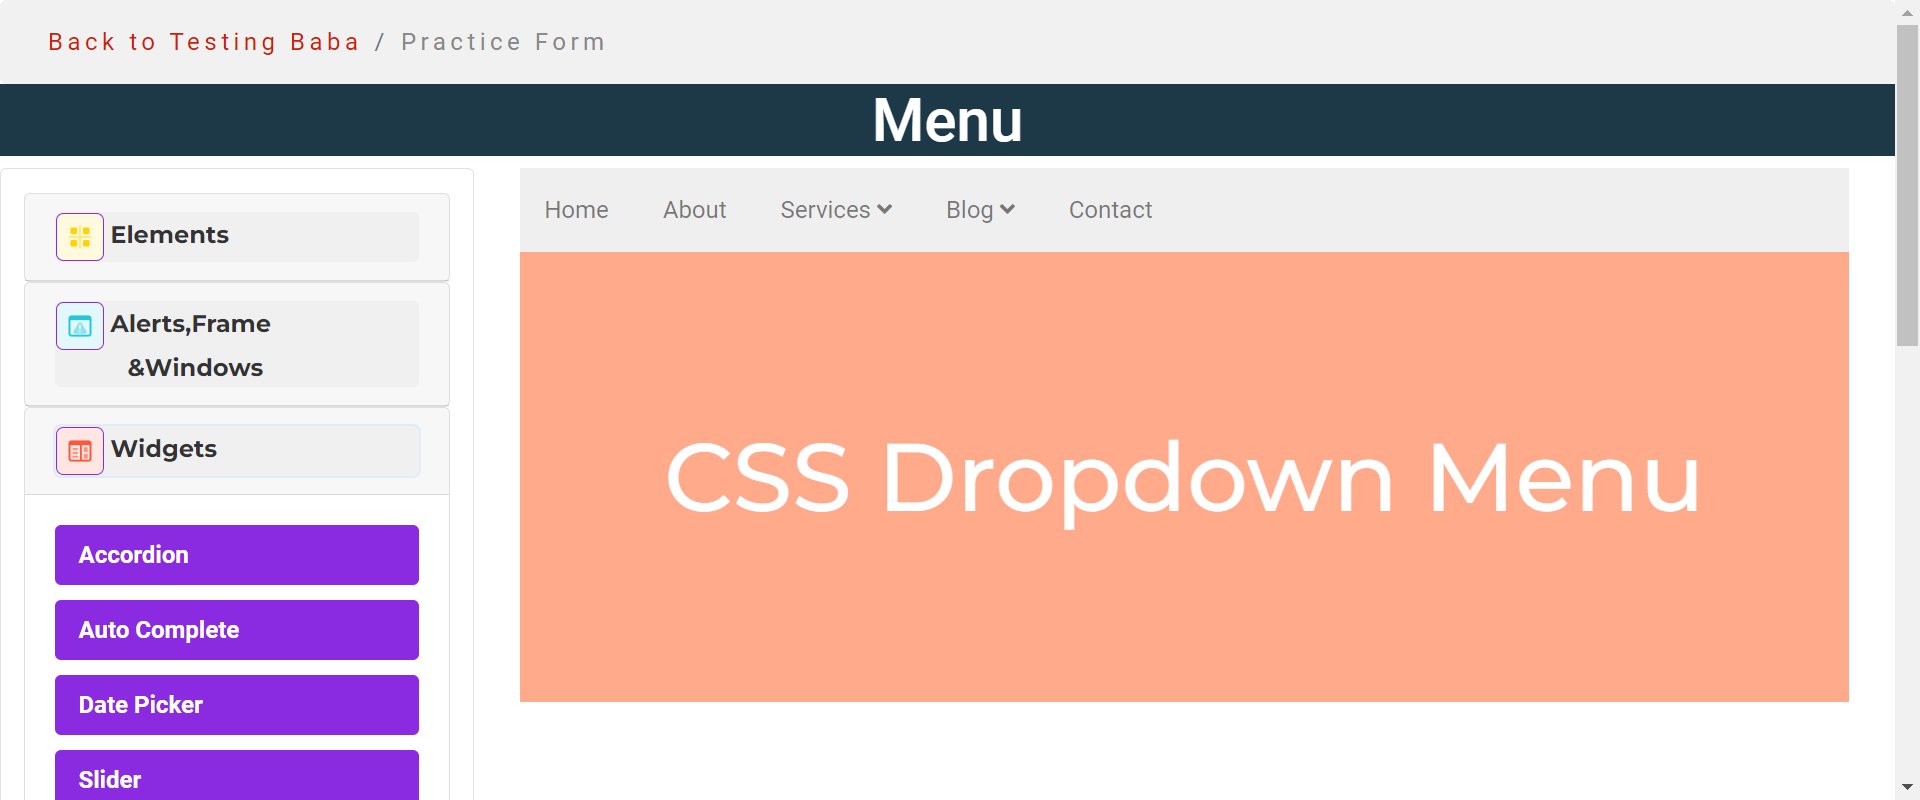 Back to Testing Baba / Practice Form
Menu
Elements
Alerts,Frame
&Windows
Widgets
Accordion
Auto Complete
Date Picker
Slider
Home About Services Blog Contact
CSS Dropdown Menu